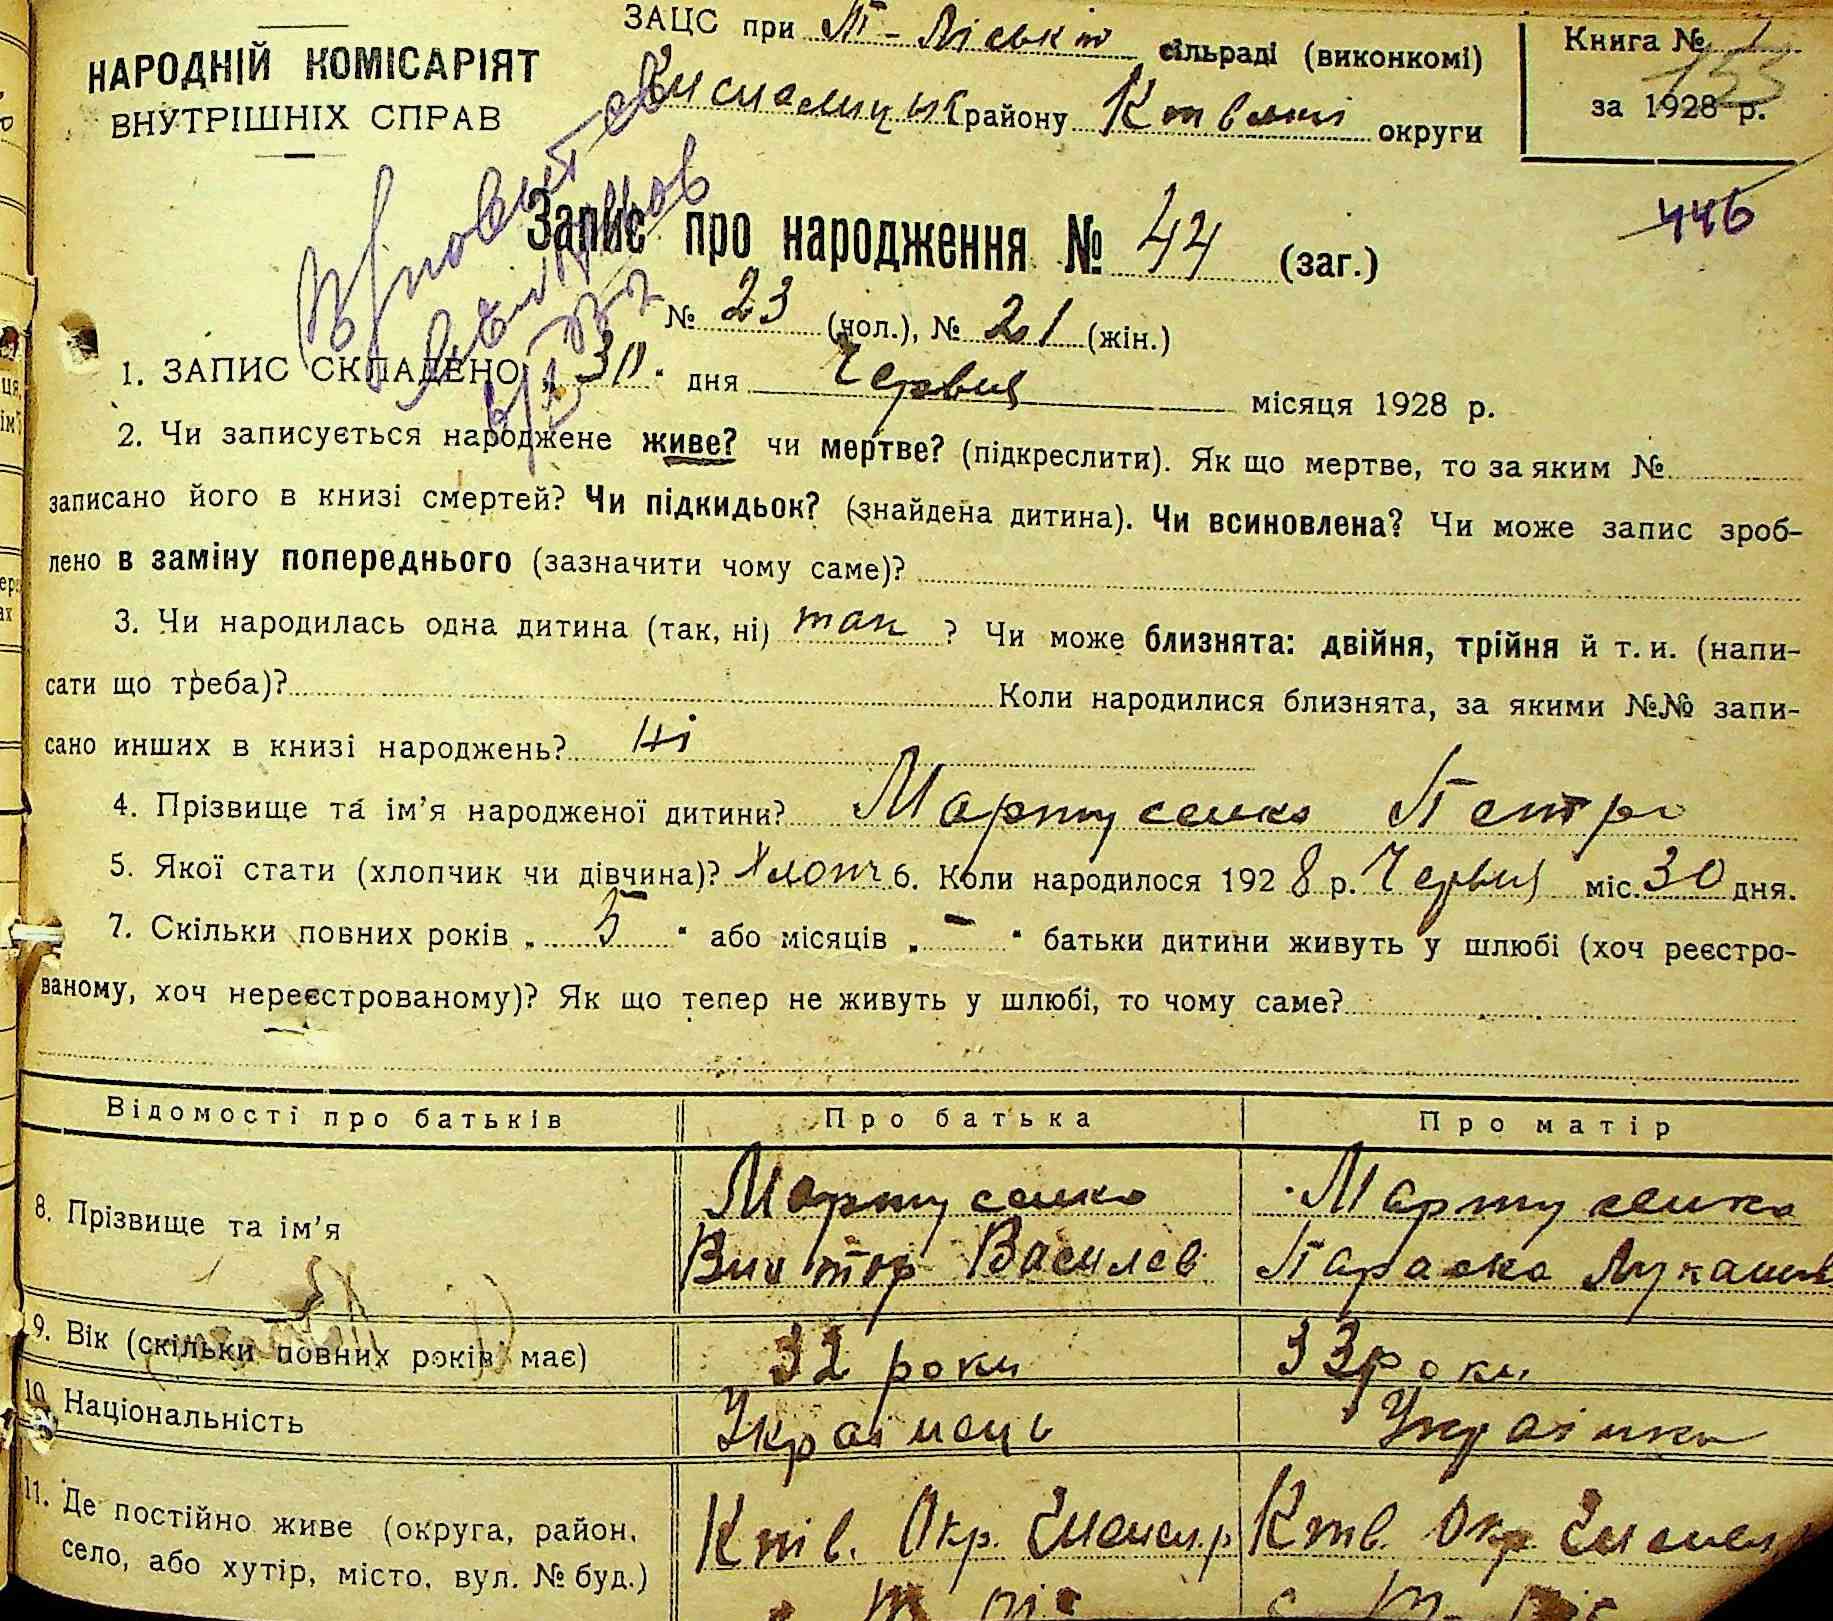 НАРОДНІЙ КОМІСАРІЯТ
ВНУТРІШНІХ СПРАВ
ЗАЦС при сільраді (виконкомі)
району округи
Книга № 1
за 1928 р.
153
446
Запис про народження № 44 (заг.)
№ 23 (чол.), № 21 (жін.)
1. ЗАПИС СКЛАДЕНО „ 30 “ дня Червня місяця 1928 р.
2. Чи записується народжене живе? чи мертве? (підкреслити). Як що мертве, то за яким №
записано його в книзі смертей? Чи підкидьок? (знайдена дитина). Чи всиновлена? Чи може запис зроб-
лено в заміну попереднього (зазначити чому саме)?
3. Чи народилась одна дитина (так, ні) так ? Чи може близнята: двійня, трійня й т. и. (напи-
сати що треба)? Коли народилися близнята, за якими №№ запи-
сано инших в книзі народжень? ні
4. Прізвище та ім'я народженої дитини? Мартусенко Петро
5. Якої стати (хлопчик чи дівчина)? Хлопч 6. Коли народилося 1928 р. Червня міс. 30 дня.
7. Скільки повних років „ 5 “ або місяців „ — “ батьки дитини живуть у шлюбі (хоч реєстро-
ваному, хоч нереєстрованому)? Як що тепер не живуть у шлюбі, то чому саме?
Відомості про батьків Про батька Про матір
8. Прізвище та ім'я Мартусенко Мартусенко
Виктор Василев Параска Лукашів
9. Вік (скільки повних років має) 32 роки 33 роки
10. Національність Українець Українка
11. Де постійно живе (округа, район, Ктв. Окр. Ктв. Окр.
село, або хутір, місто, вул. № буд.)